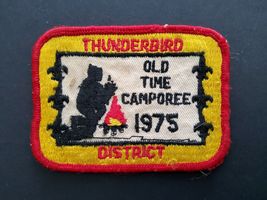 THUNDERBIRD
OLD
TIME
CAMPOREE
1975
DISTRICT